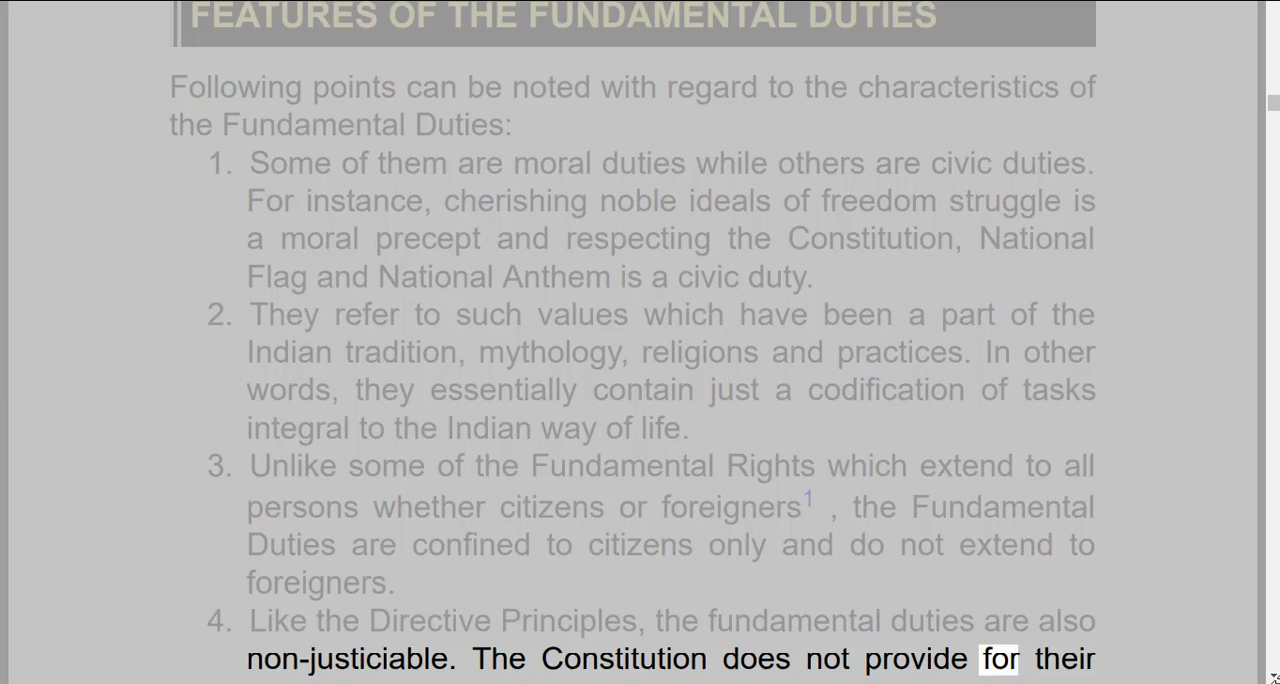 FEATURES OF THE FUNDAMENTAL DUTIES
Following points can be noted with regard to the characteristics of
the Fundamental Duties:
1. Some of them are moral duties while others are civic duties.
For instance, cherishing noble ideals of freedom struggle is
a moral precept and respecting the Constitution, National
Flag and National Anthem is a civic duty.
2. They refer to such values which have been a part of the
Indian tradition, mythology, religions and practices. In other
words, they essentially contain just a codification of tasks
integral to the Indian way of life.
3. Unlike some of the Fundamental Rights which extend to all
persons whether citizens or foreigners¹ , the Fundamental
Duties are confined to citizens only and do not extend to
foreigners.
4. Like the Directive Principles, the fundamental duties are also
non-justiciable. The Constitution does not provide for their